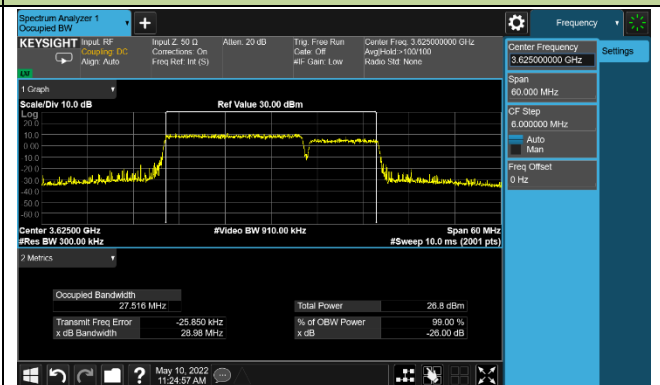 Spectrum Analyzer 1
Occupied BW
+
Frequency
KEYSIGHT
Input: RF
Coupling: DC
Align: Auto
Input Z: 50 Ω
Corrections: On
Freq Ref: Int (S)
Atten: 20 dB
Trig: Free Run
Gate: Off
#IF Gain: Low
Center Freq: 3.625000000 GHz
Avg|Hold:>100/100
Radio Std: None
Center Frequency
3.625000000 GHz
Settings
Span
60.000 MHz
CF Step
6.000000 MHz
Auto
Man
Freq Offset
0 Hz
1 Graph
Scale/Div 10.0 dB
Ref Value 30.00 dBm
Log
20.0
10.0
0.00
-10.0
-20.0
-30.0
-40.0
-50.0
-60.0
Center 3.62500 GHz
#Video BW 910.00 kHz
Span 60 MHz
#Res BW 300.00 kHz
#Sweep 10.0 ms (2001 pts)
2 Metrics
Occupied Bandwidth
27.516 MHz
Total Power
26.8 dBm
Transmit Freq Error
-25.850 kHz
% of OBW Power
99.00 %
x dB Bandwidth
28.98 MHz
x dB
-26.00 dB
?
May 10, 2022
11:24:57 AM